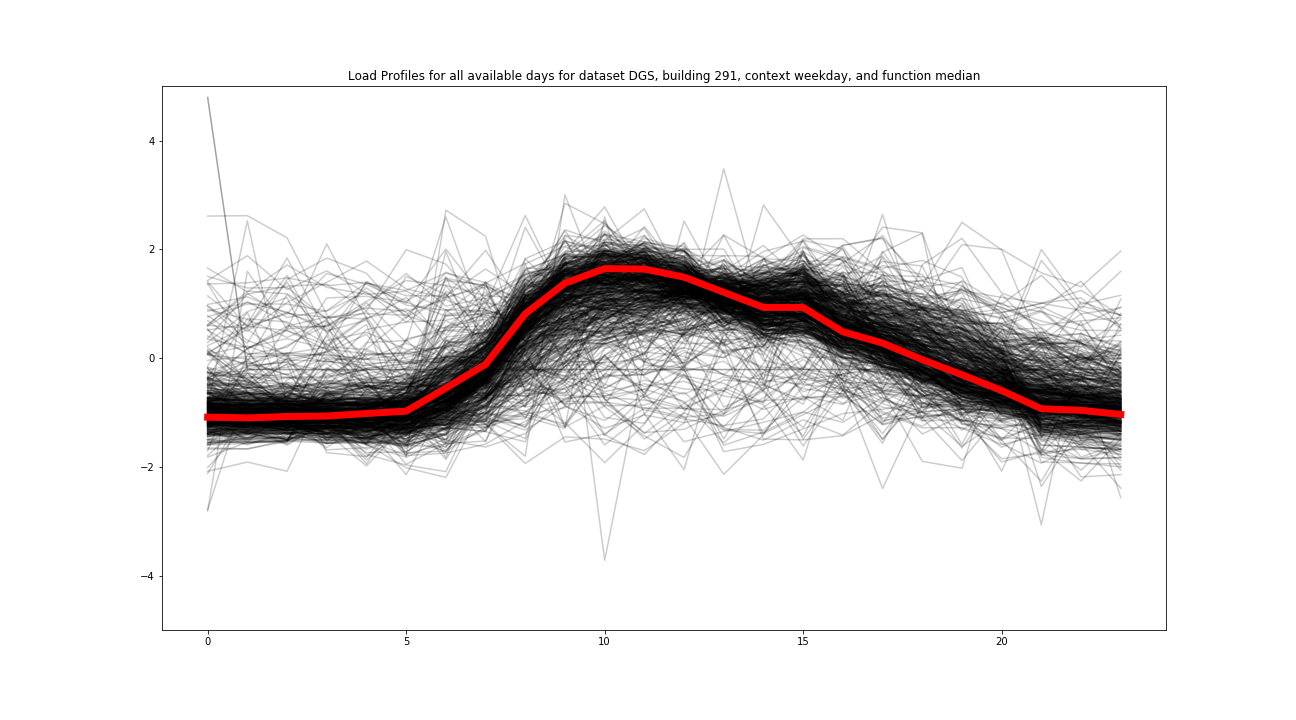 Load Profiles for all available days for dataset DGS, building 291, context weekday, and function median
4
2
0
−2
−4
0 5 10 15 20